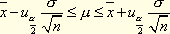 x̄ − u_{α/2} σ/√n ≤ μ ≤ x̄ + u_{α/2} σ/√n